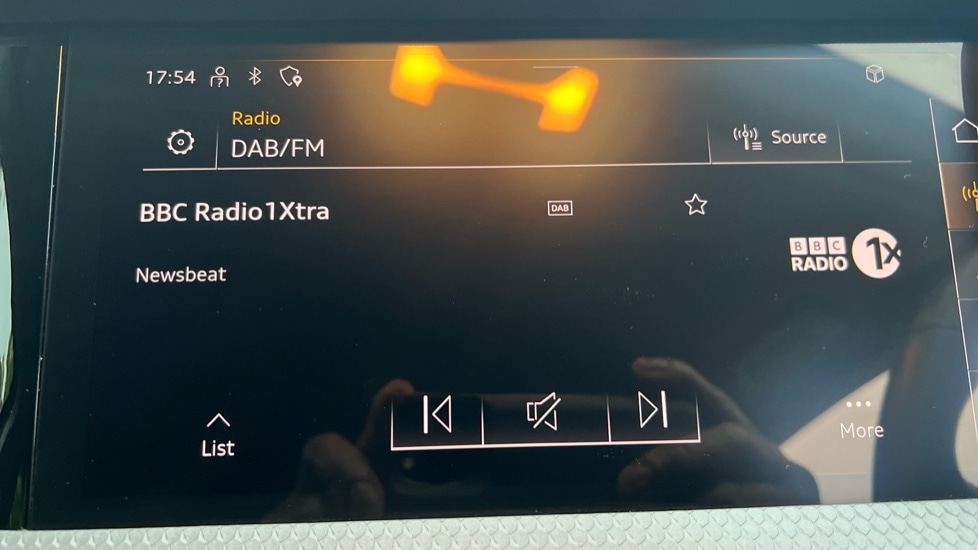 17:54
Radio
DAB/FM
Source
BBC Radio1Xtra
DAB
BBC
RADIO 1X
Newsbeat
List
More